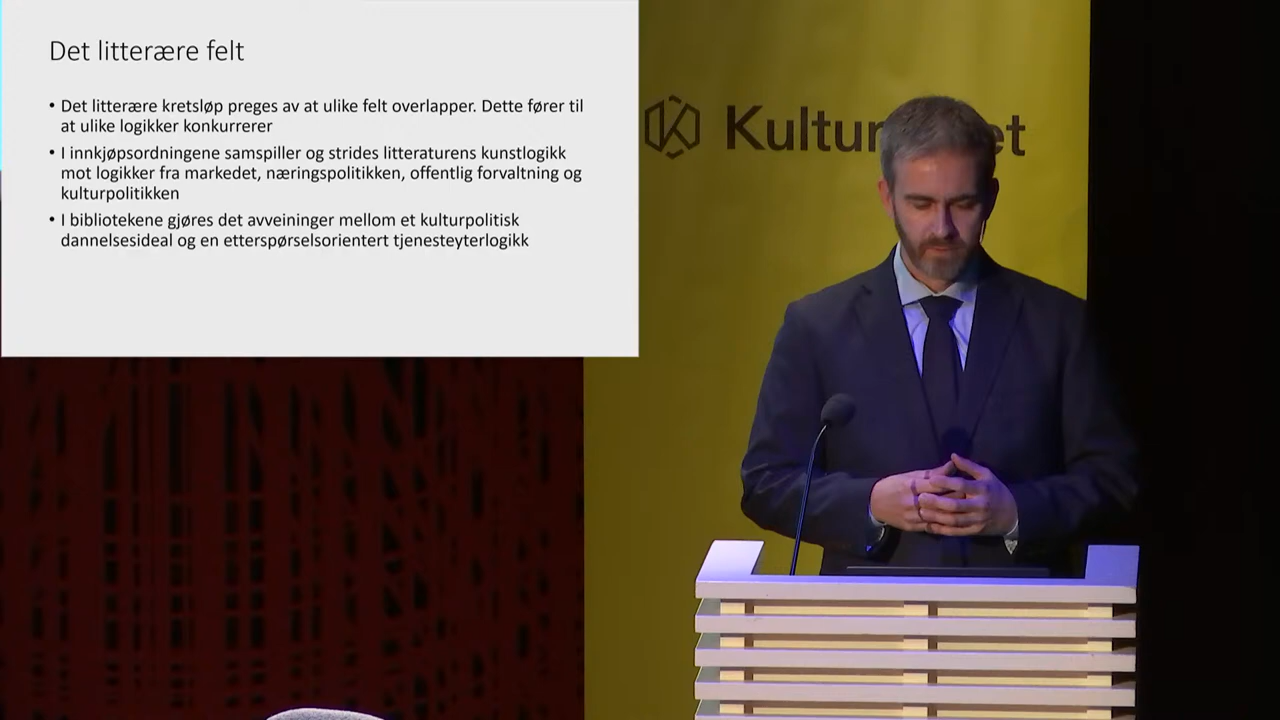 Det litterære felt
• Det litterære kretsløp preges av at ulike felt overlapper. Dette fører til
at ulike logikker konkurrerer
• I innkjøpsordningene samspiller og strides litteraturens kunstlogikk
mot logikker fra markedet, næringspolitikken, offentlig forvaltning og
kulturpolitikken
• I bibliotekene gjøres det avveininger mellom et kulturpolitisk
dannelsesideal og en etterspørselsorientert tjenesteyterlogikk